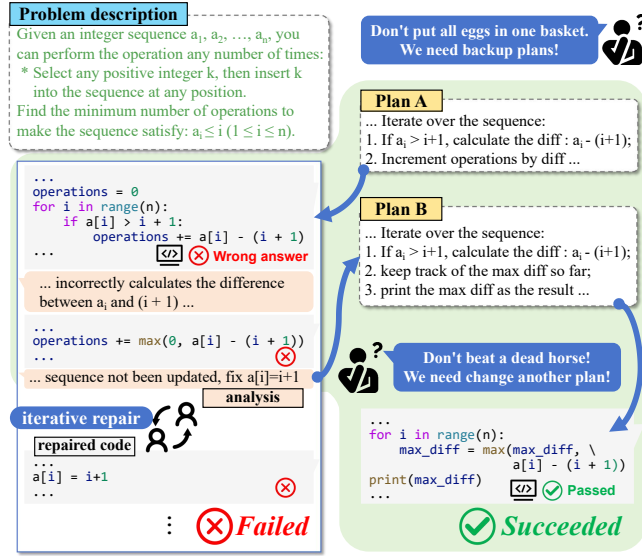 Problem description
Given an integer sequence a₁, a₂, …, aₙ, you
can perform the operation any number of times:
* Select any positive integer k, then insert k
into the sequence at any position.
Find the minimum number of operations to
make the sequence satisfy: aᵢ ≤ i (1 ≤ i ≤ n).
Don't put all eggs in one basket.
We need backup plans!
?
Plan A
... Iterate over the sequence:
1. If aᵢ > i+1, calculate the diff : aᵢ - (i+1);
2. Increment operations by diff ...
...
operations = 0
for i in range(n):
if a[i] > i + 1:
operations += a[i] - (i + 1)
...
</> Wrong answer
... incorrectly calculates the difference
between aᵢ and (i + 1) ...
...
operations += max(0, a[i] - (i + 1))
...
... sequence not been updated, fix a[i]=i+1
analysis
iterative repair
repaired code
...
a[i] = i+1
...
⋮
Failed
Plan B
... Iterate over the sequence:
1. If aᵢ > i+1, calculate the diff : aᵢ - (i+1);
2. keep track of the max diff so far;
3. print the max diff as the result ...
?
Don't beat a dead horse!
We need change another plan!
...
for i in range(n):
max_diff = max(max_diff, \
a[i] - (i + 1))
print(max_diff)
...
</> Passed
Succeeded